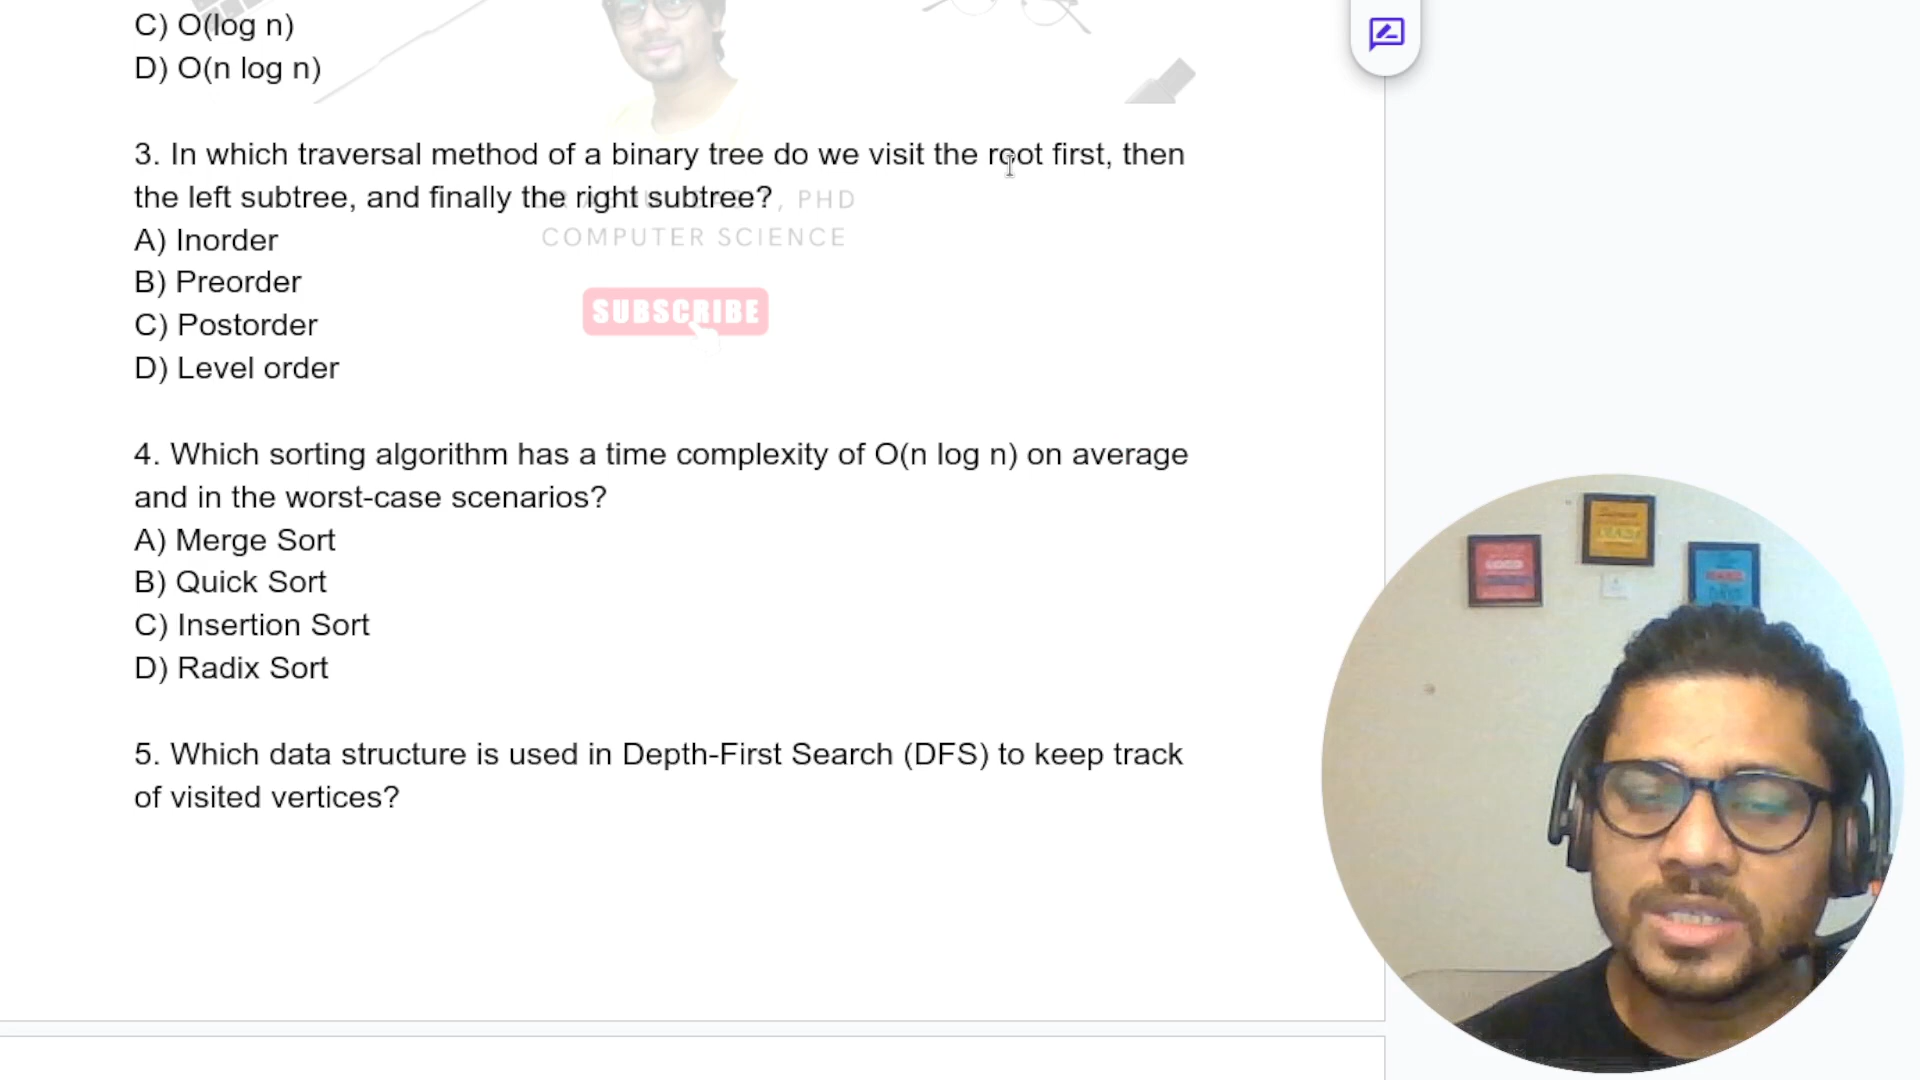 C) O(log n)
D) O(n log n)
3. In which traversal method of a binary tree do we visit the root first, then
the left subtree, and finally the right subtree?
, PHD
COMPUTER SCIENCE
A) Inorder
B) Preorder
SUBSCRIBE
C) Postorder
D) Level order
4. Which sorting algorithm has a time complexity of O(n log n) on average
and in the worst-case scenarios?
A) Merge Sort
B) Quick Sort
C) Insertion Sort
D) Radix Sort
5. Which data structure is used in Depth-First Search (DFS) to keep track
of visited vertices?